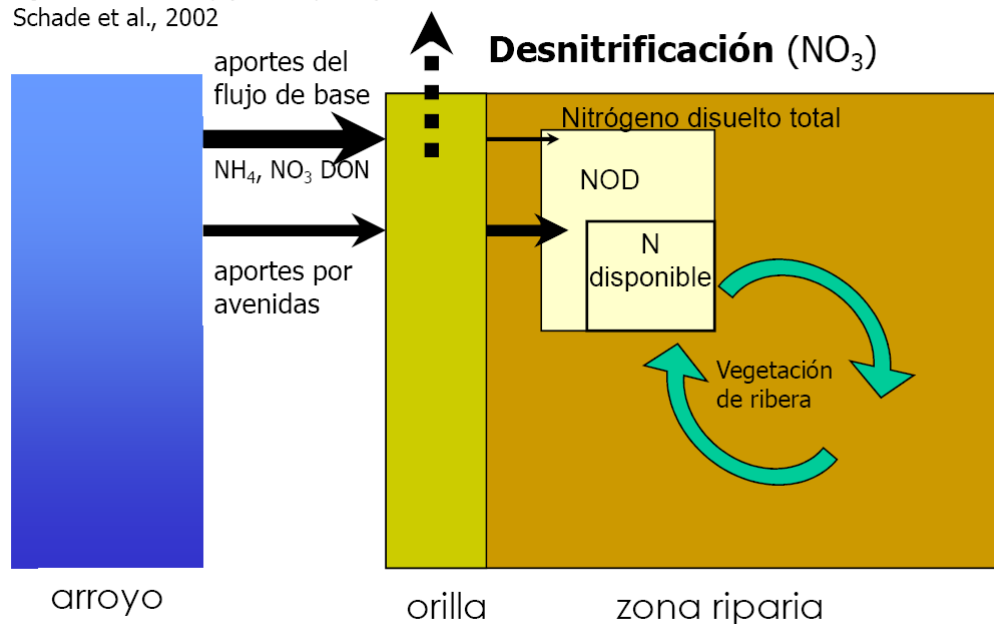 Schade et al., 2002
Desnitrificación (NO₃)
aportes del
flujo de base
NH₄, NO₃ DON
aportes por
avenidas
Nitrógeno disuelto total
NOD
N
disponible
Vegetación
de ribera
arroyo
orilla
zona riparia